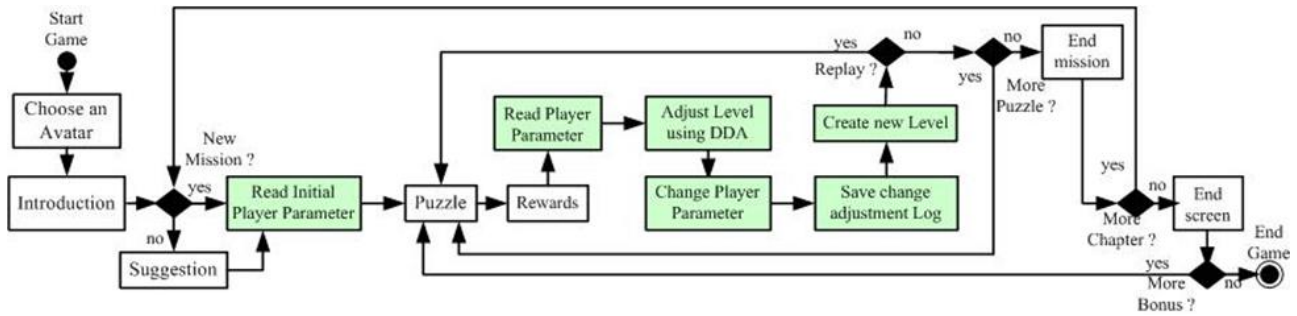 Start
Game
Choose an
Avatar
Introduction
New
Mission ?
yes
no
Suggestion
Read Initial
Player Parameter
Puzzle
Rewards
Read Player
Parameter
Adjust Level
using DDA
Change Player
Parameter
Save change
adjustment Log
Create new Level
yes
Replay ?
no
yes
no
More
Puzzle ?
End
mission
yes
no
More
Chapter ?
End
screen
yes
More
Bonus ?
no
End
Game